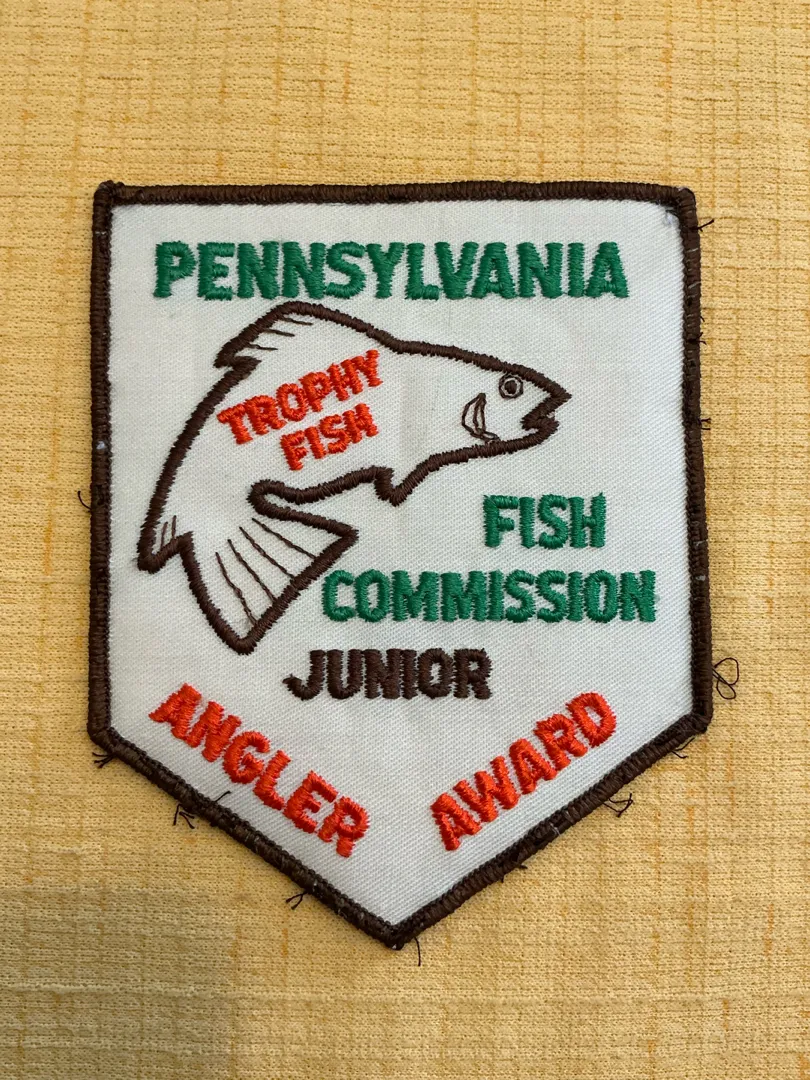 PENNSYLVANIA
TROPHY
FISH
FISH
COMMISSION
JUNIOR
ANGLER AWARD